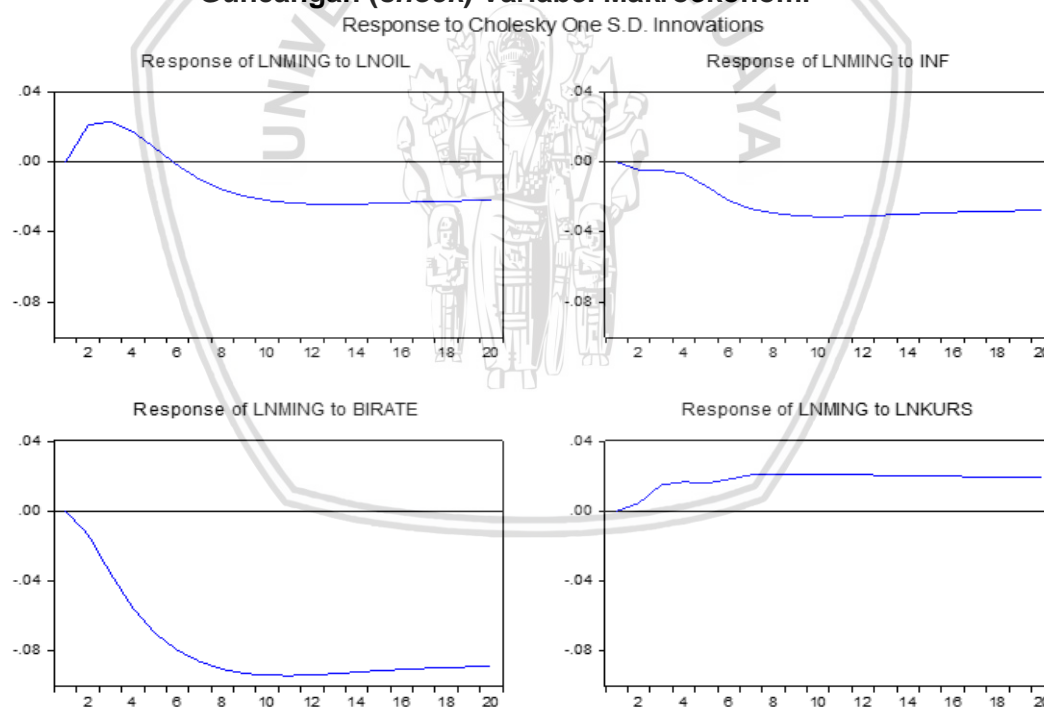 Guncangan (shock) Variabel Makroekonomi
Response to Cholesky One S.D. Innovations
Response of LNMING to LNOIL
.04
.00
-.04
-.08
2 4 6 8 10 12 14 16 18 20
Response of LNMING to INF
.04
.00
-.04
-.08
2 4 6 8 10 12 14 16 18 20
Response of LNMING to BIRATE
.04
.00
-.04
-.08
2 4 6 8 10 12 14 16 18 20
Response of LNMING to LNKURS
.04
.00
-.04
-.08
2 4 6 8 10 12 14 16 18 20
UNIVE
JAYA